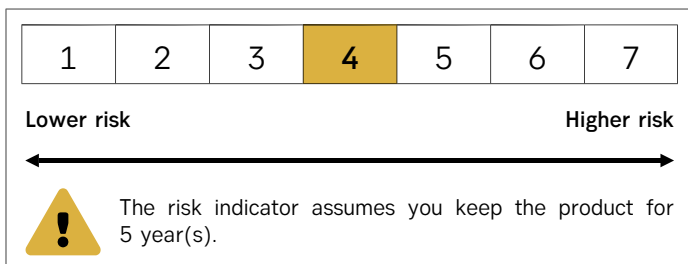 1 2 3 4 5 6 7
Lower risk Higher risk
!
The risk indicator assumes you keep the product for
5 year(s).